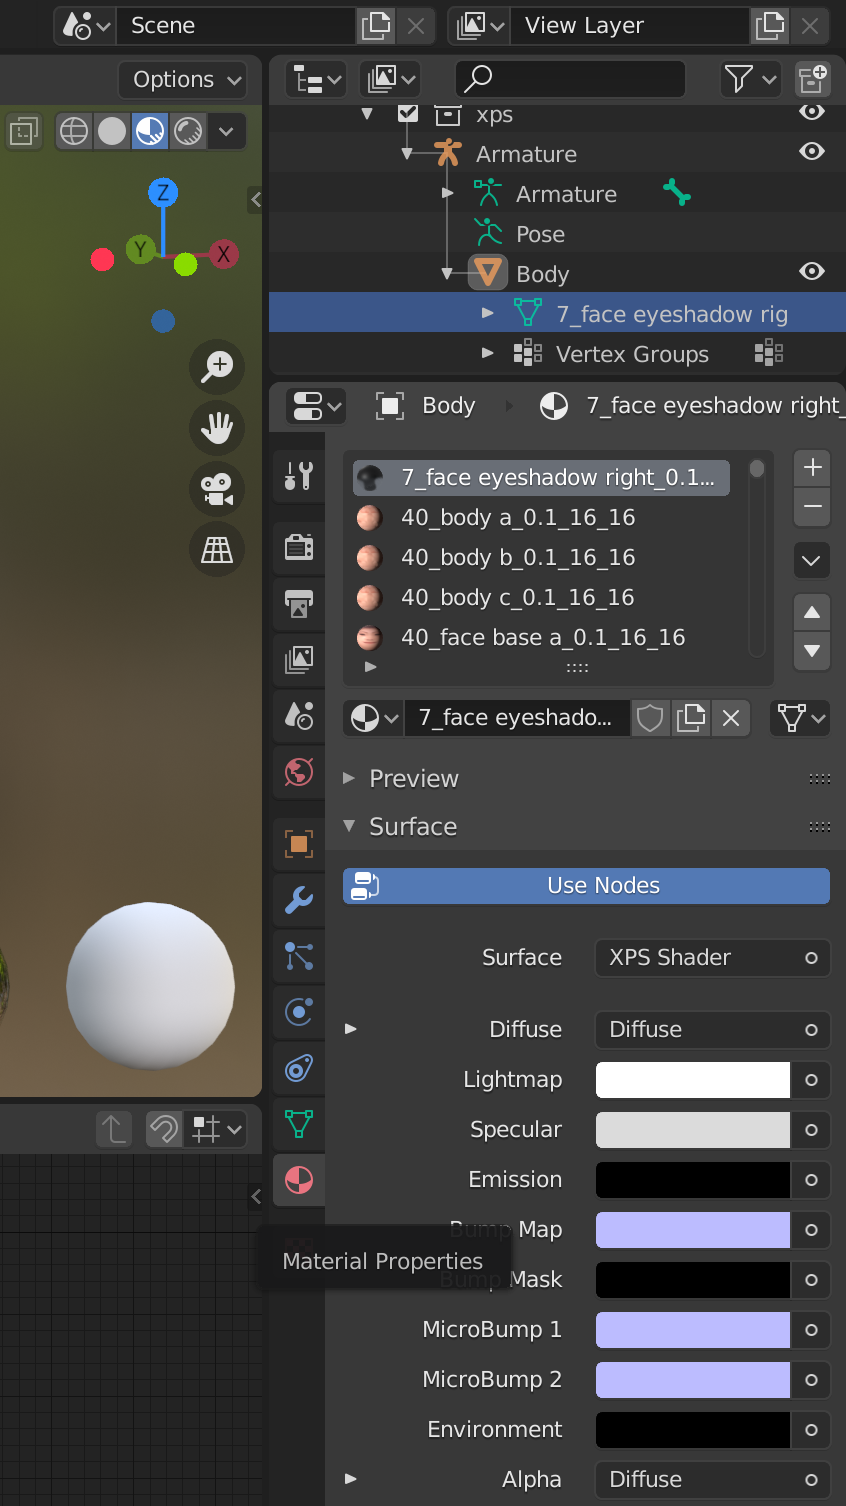 Scene
View Layer
Options
xps
Armature
Z
Armature
Pose
Y
X
Body
7_face eyeshadow rig
Vertex Groups
Body
7_face eyeshadow right_
7_face eyeshadow right_0.1...
40_body a_0.1_16_16
40_body b_0.1_16_16
40_body c_0.1_16_16
40_face base a_0.1_16_16
7_face eyeshado...
Preview
Surface
Use Nodes
Surface
XPS Shader
Diffuse
Diffuse
Lightmap
Specular
Emission
Bump Map
Material Properties
Bump Mask
MicroBump 1
MicroBump 2
Environment
Alpha
Diffuse